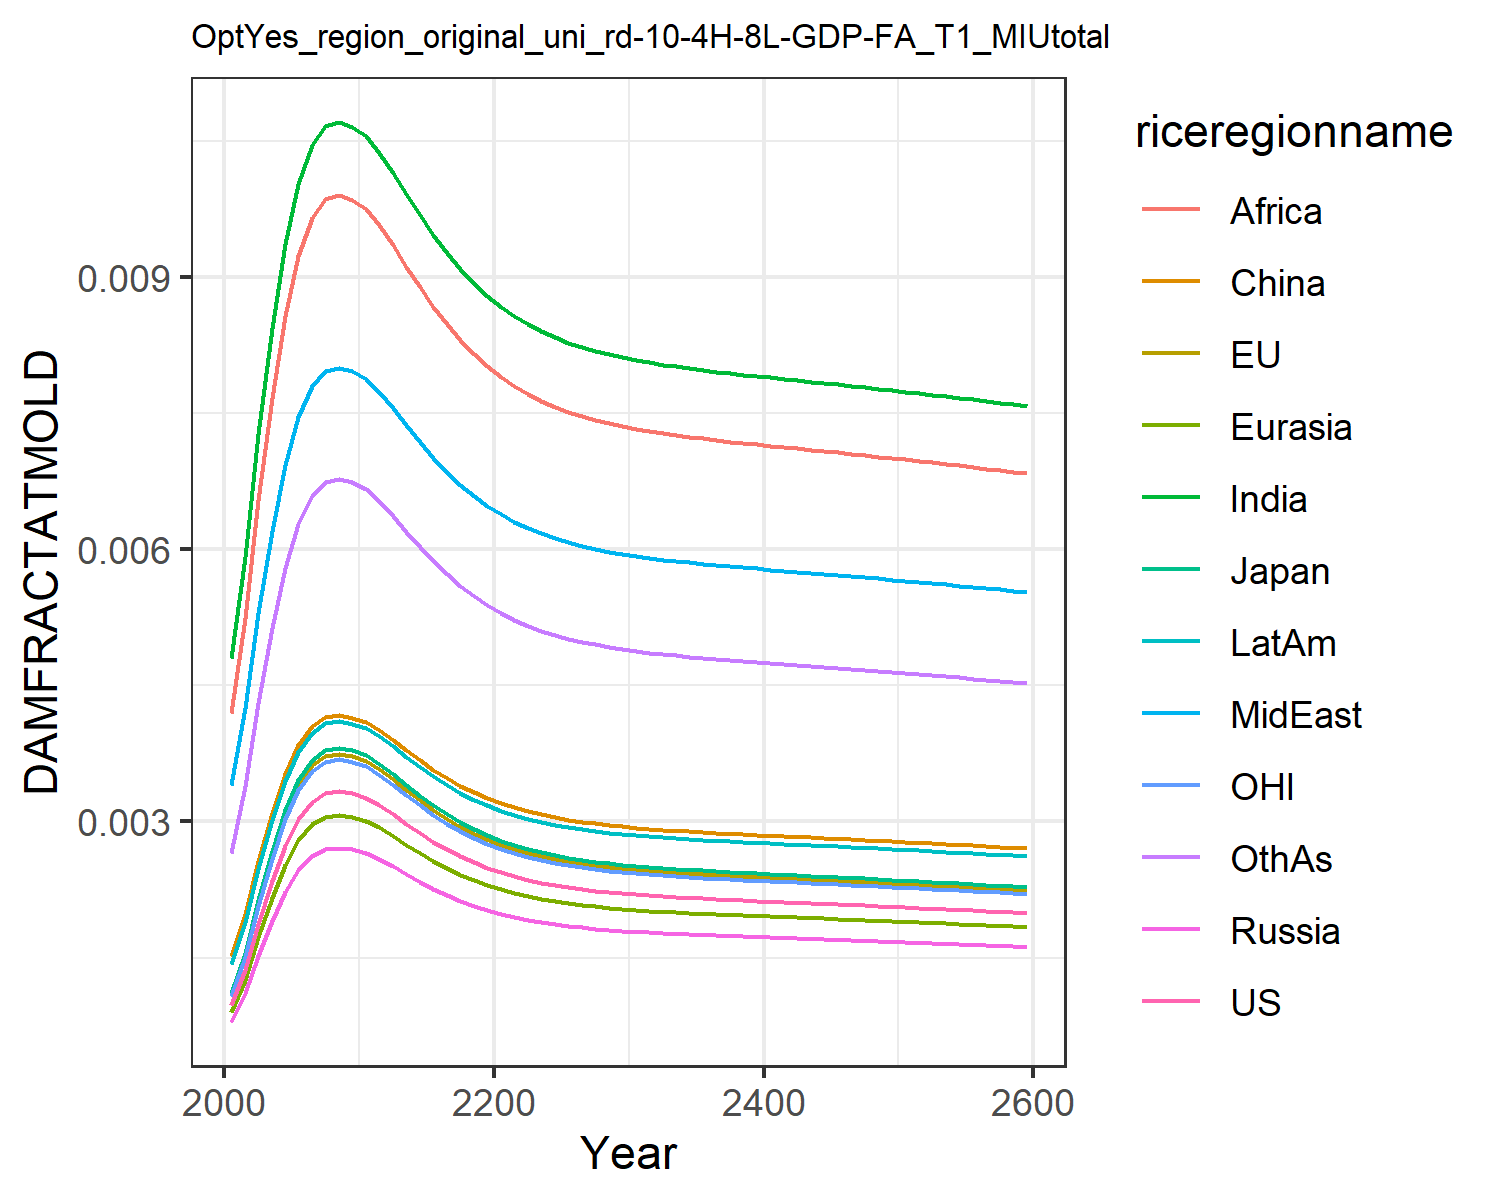 OptYes_region_original_uni_rd-10-4H-8L-GDP-FA_T1_MIUtotal
DAMFRACTATMOLD
0.009
0.006
0.003
2000
2200
2400
2600
Year
riceregionname
Africa
China
EU
Eurasia
India
Japan
LatAm
MidEast
OHI
OthAs
Russia
US